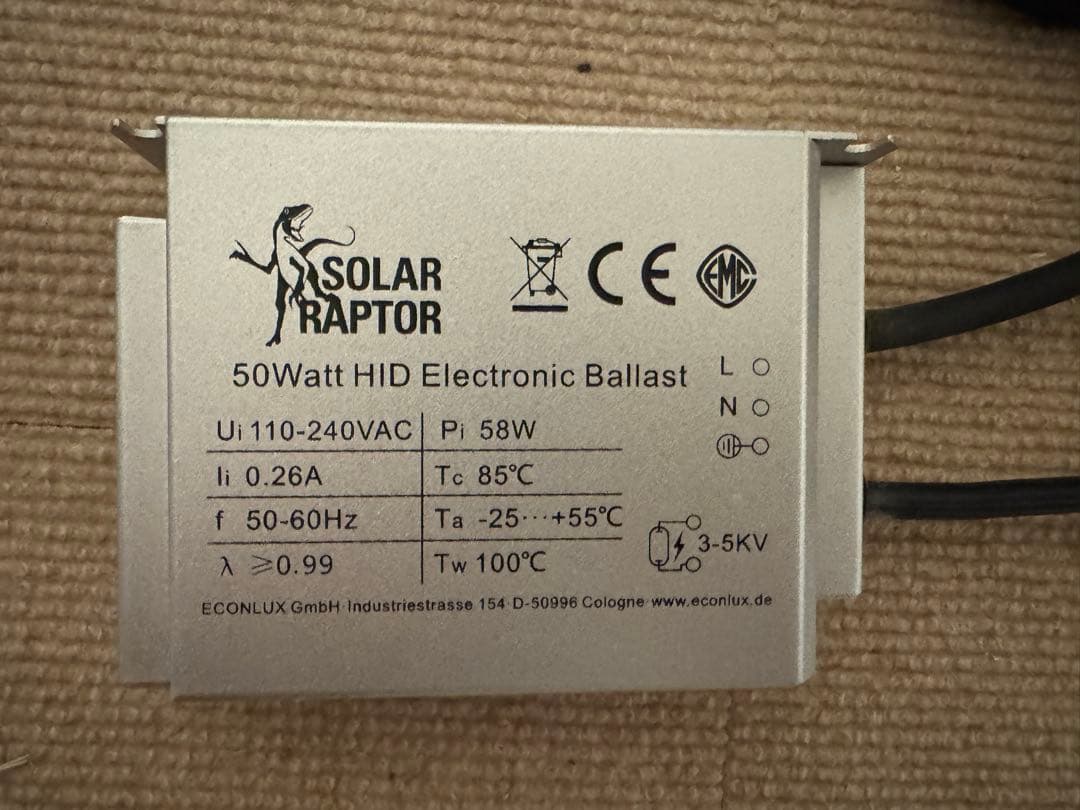 SOLAR
RAPTOR
CE EMC
50Watt HID Electronic Ballast
L
N
Ui 110-240VAC Pi 58W
Ii 0.26A Tc 85℃
f 50-60Hz Ta -25···+55℃
λ ≥0.99 Tw 100℃
3-5KV
ECONLUX GmbH·Industriestrasse 154·D-50996 Cologne·www.econlux.de